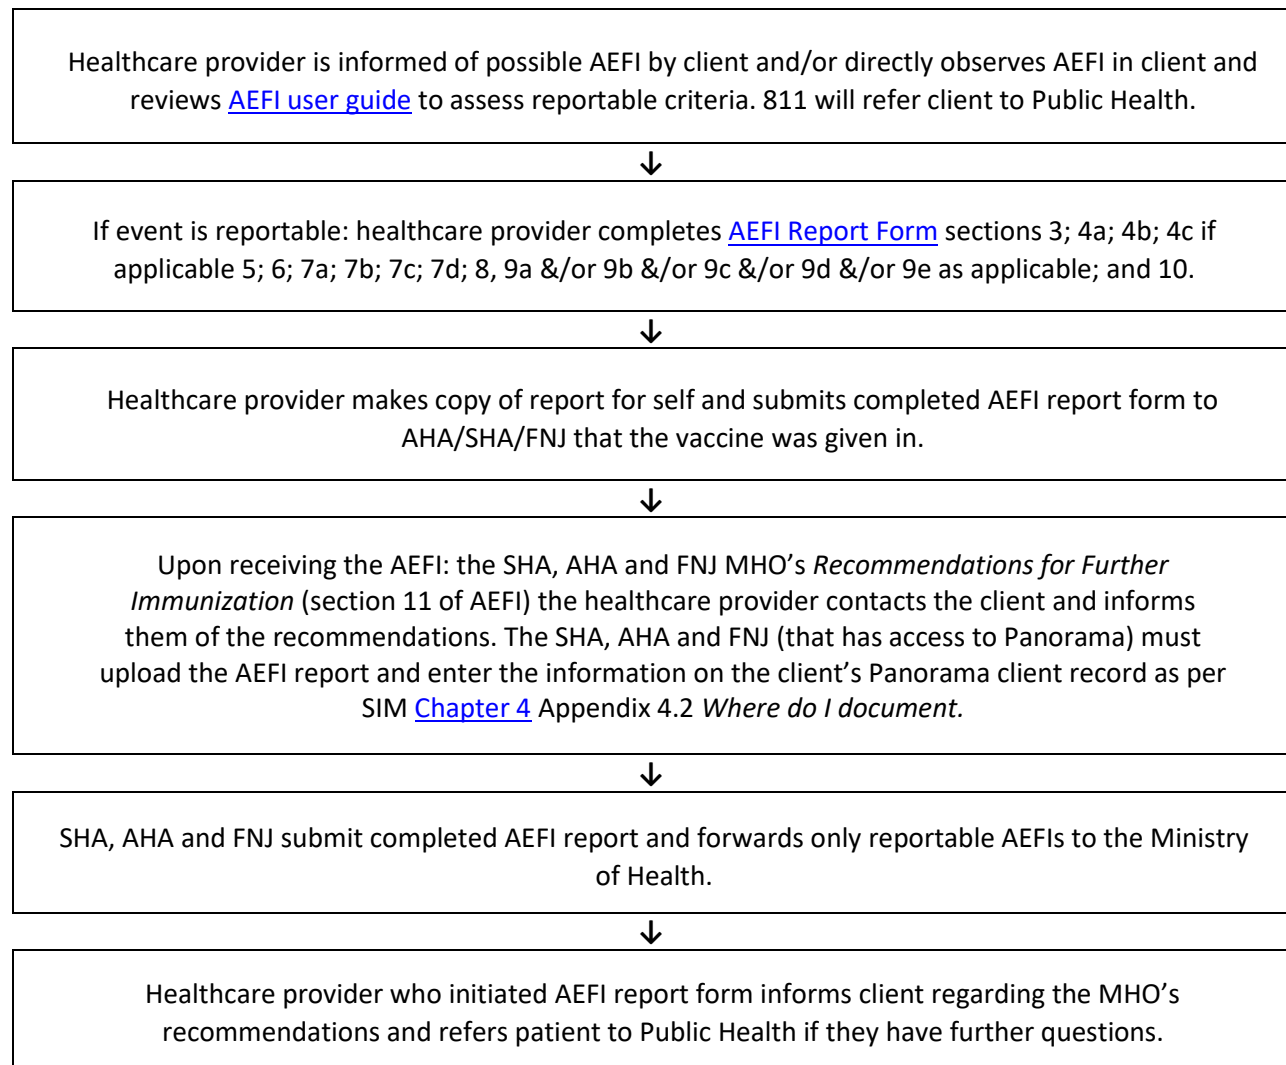 Healthcare provider is informed of possible AEFI by client and/or directly observes AEFI in client and
reviews AEFI user guide to assess reportable criteria. 811 will refer client to Public Health.
↓
If event is reportable: healthcare provider completes AEFI Report Form sections 3; 4a; 4b; 4c if
applicable 5; 6; 7a; 7b; 7c; 7d; 8, 9a &/or 9b &/or 9c &/or 9d &/or 9e as applicable; and 10.
↓
Healthcare provider makes copy of report for self and submits completed AEFI report form to
AHA/SHA/FNJ that the vaccine was given in.
↓
Upon receiving the AEFI: the SHA, AHA and FNJ MHO’s Recommendations for Further
Immunization (section 11 of AEFI) the healthcare provider contacts the client and informs
them of the recommendations. The SHA, AHA and FNJ (that has access to Panorama) must
upload the AEFI report and enter the information on the client’s Panorama client record as per
SIM Chapter 4 Appendix 4.2 Where do I document.
↓
SHA, AHA and FNJ submit completed AEFI report and forwards only reportable AEFIs to the Ministry
of Health.
↓
Healthcare provider who initiated AEFI report form informs client regarding the MHO’s
recommendations and refers patient to Public Health if they have further questions.